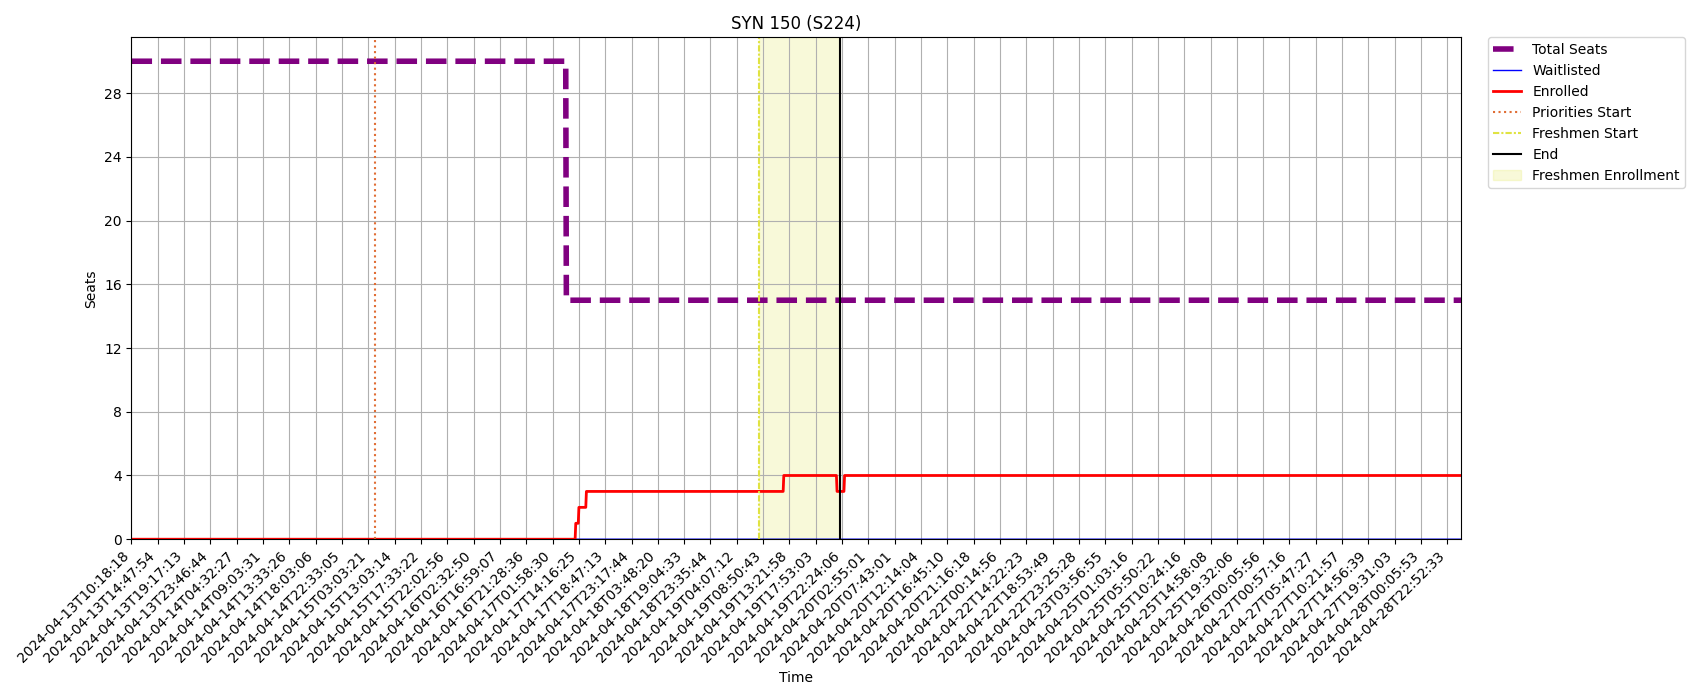 SYN 150 (S224)
Total Seats
Waitlisted
Enrolled
Priorities Start
Freshmen Start
End
Freshmen Enrollment
Seats
28
24
20
16
12
8
4
0
2024-04-13T10:18:18
2024-04-13T14:47:54
2024-04-13T19:17:13
2024-04-13T23:46:44
2024-04-14T04:32:27
2024-04-14T09:03:31
2024-04-14T13:33:26
2024-04-14T18:03:06
2024-04-14T22:33:05
2024-04-15T03:03:21
2024-04-15T13:03:14
2024-04-15T17:33:22
2024-04-15T22:02:56
2024-04-16T02:32:50
2024-04-16T16:59:07
2024-04-16T21:28:36
2024-04-17T01:58:30
2024-04-17T14:16:25
2024-04-17T18:47:13
2024-04-17T23:17:44
2024-04-18T03:48:20
2024-04-18T19:04:33
2024-04-18T23:35:44
2024-04-19T04:07:12
2024-04-19T08:50:43
2024-04-19T13:21:58
2024-04-19T17:53:03
2024-04-19T22:24:06
2024-04-20T02:55:01
2024-04-20T07:43:01
2024-04-20T12:14:04
2024-04-20T16:45:10
2024-04-20T21:16:18
2024-04-22T00:14:56
2024-04-22T14:22:23
2024-04-22T18:53:49
2024-04-22T23:25:28
2024-04-23T03:56:55
2024-04-25T01:03:16
2024-04-25T05:50:22
2024-04-25T10:24:16
2024-04-25T14:58:08
2024-04-25T19:32:06
2024-04-26T00:05:56
2024-04-27T00:57:16
2024-04-27T05:47:27
2024-04-27T10:21:57
2024-04-27T14:56:39
2024-04-27T19:31:03
2024-04-28T00:05:53
2024-04-28T22:52:33
Time